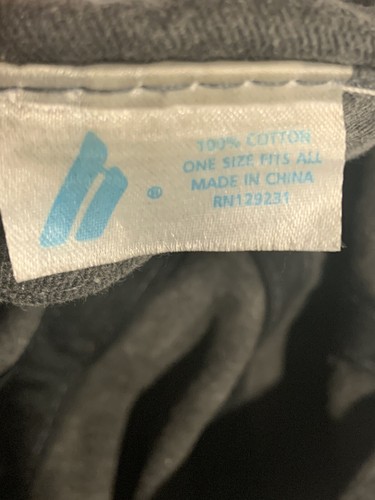 100% COTTON
ONE SIZE FITS ALL
MADE IN CHINA
RN129231
®